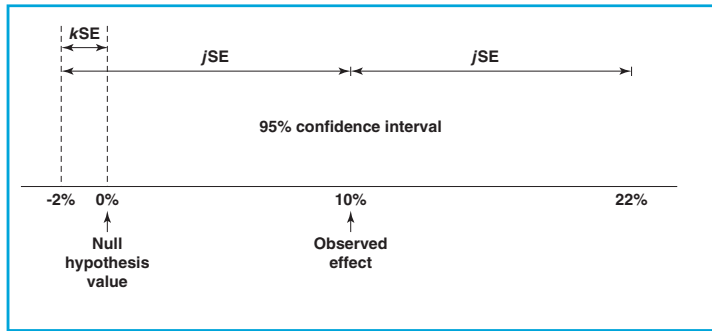 kSE
jSE jSE
95% confidence interval
-2% 0% 10% 22%
Null Observed
hypothesis effect
value